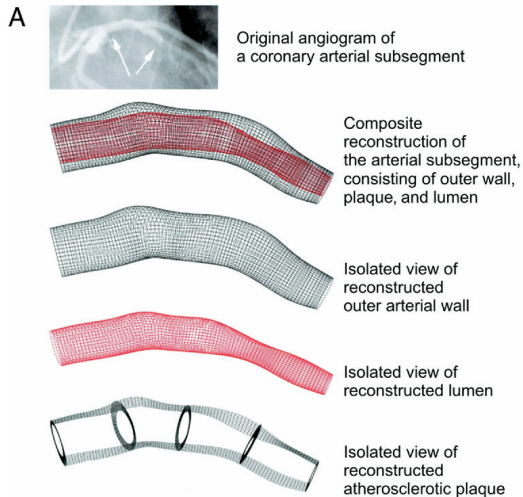 A
Original angiogram of
a coronary arterial subsegment
Composite
reconstruction of
the arterial subsegment,
consisting of outer wall,
plaque, and lumen
Isolated view of
reconstructed
outer arterial wall
Isolated view of
reconstructed lumen
Isolated view of
reconstructed
atherosclerotic plaque